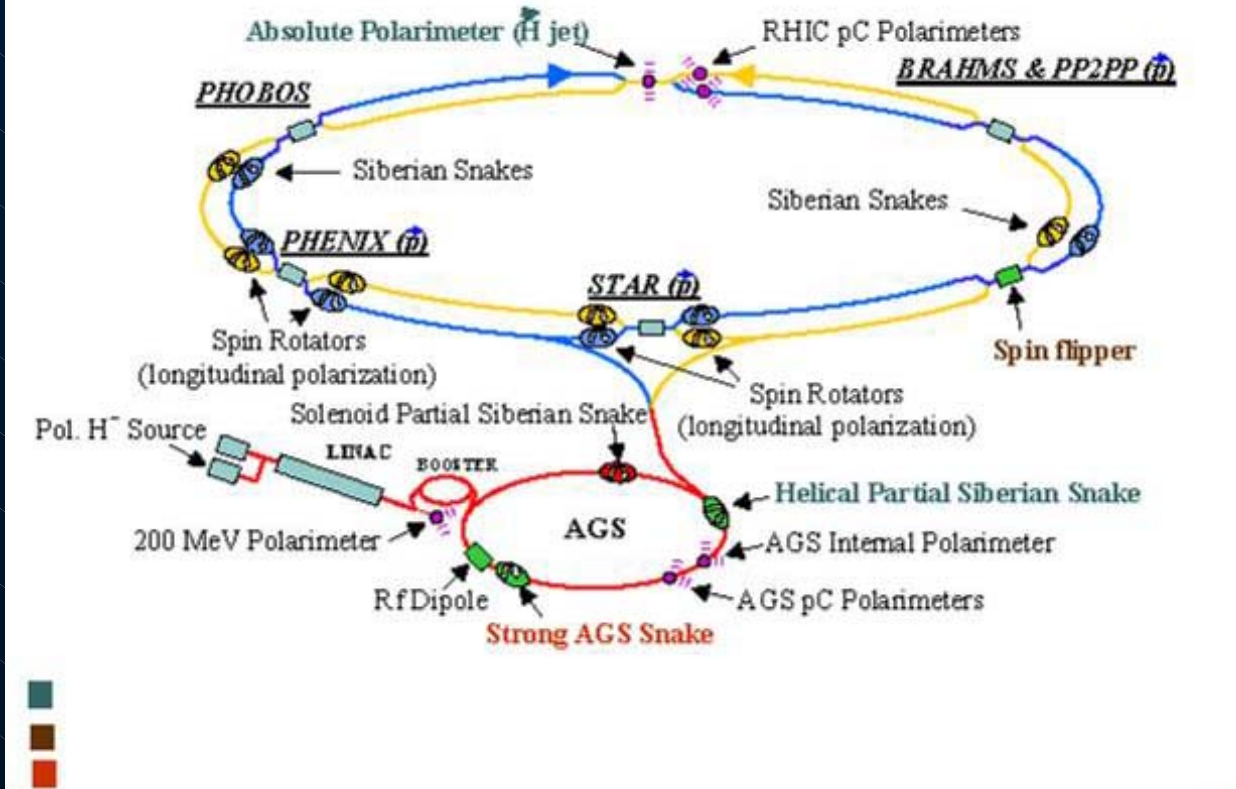 Absolute Polarimeter (H jet)
RHIC pC Polarimeters
BRAHMS & PP2PP (p)
PHOBOS
Siberian Snakes
Siberian Snakes
PHENIX (p)
STAR (p)
Spin Rotators
(longitudinal polarization)
Spin flipper
Spin Rotators
(longitudinal polarization)
Solenoid Partial Siberian Snake
Pol. H⁻ Source
LINAC
BOOSTER
Helical Partial Siberian Snake
AGS
200 MeV Polarimeter
AGS Internal Polarimeter
Rf Dipole
AGS pC Polarimeters
Strong AGS Snake